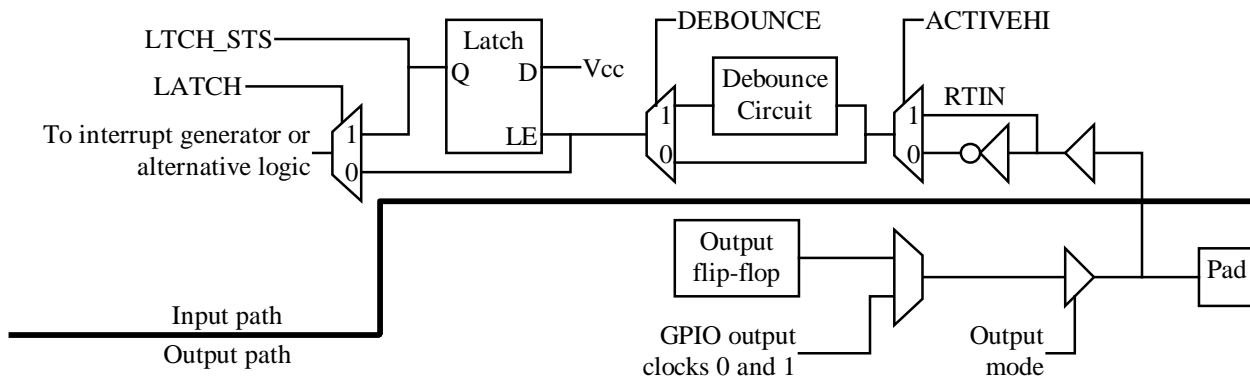 DEBOUNCE
ACTIVEHI
LTCH_STS
Latch
Q
D
Vcc
Debounce
Circuit
LATCH
RTIN
1
1
1
To interrupt generator or
alternative logic
LE
0
0
0
Output
flip-flop
Pad
Input path
Output path
GPIO output
clocks 0 and 1
Output
mode